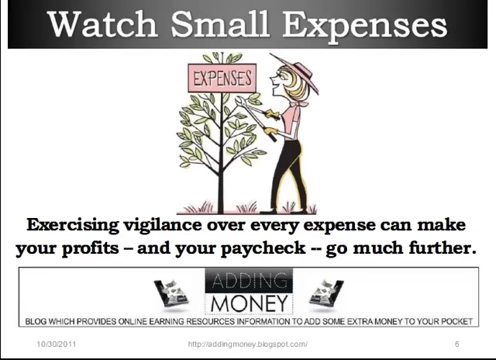 Watch Small Expenses
EXPENSES
Exercising vigilance over every expense can make
your profits – and your paycheck -- go much further.
ADDING
MONEY
BLOG WHICH PROVIDES ONLINE EARNING RESOURCES INFORMATION TO ADD SOME EXTRA MONEY TO YOUR POCKET
10/30/2011 http://addingmoney.blogspot.com/ 6